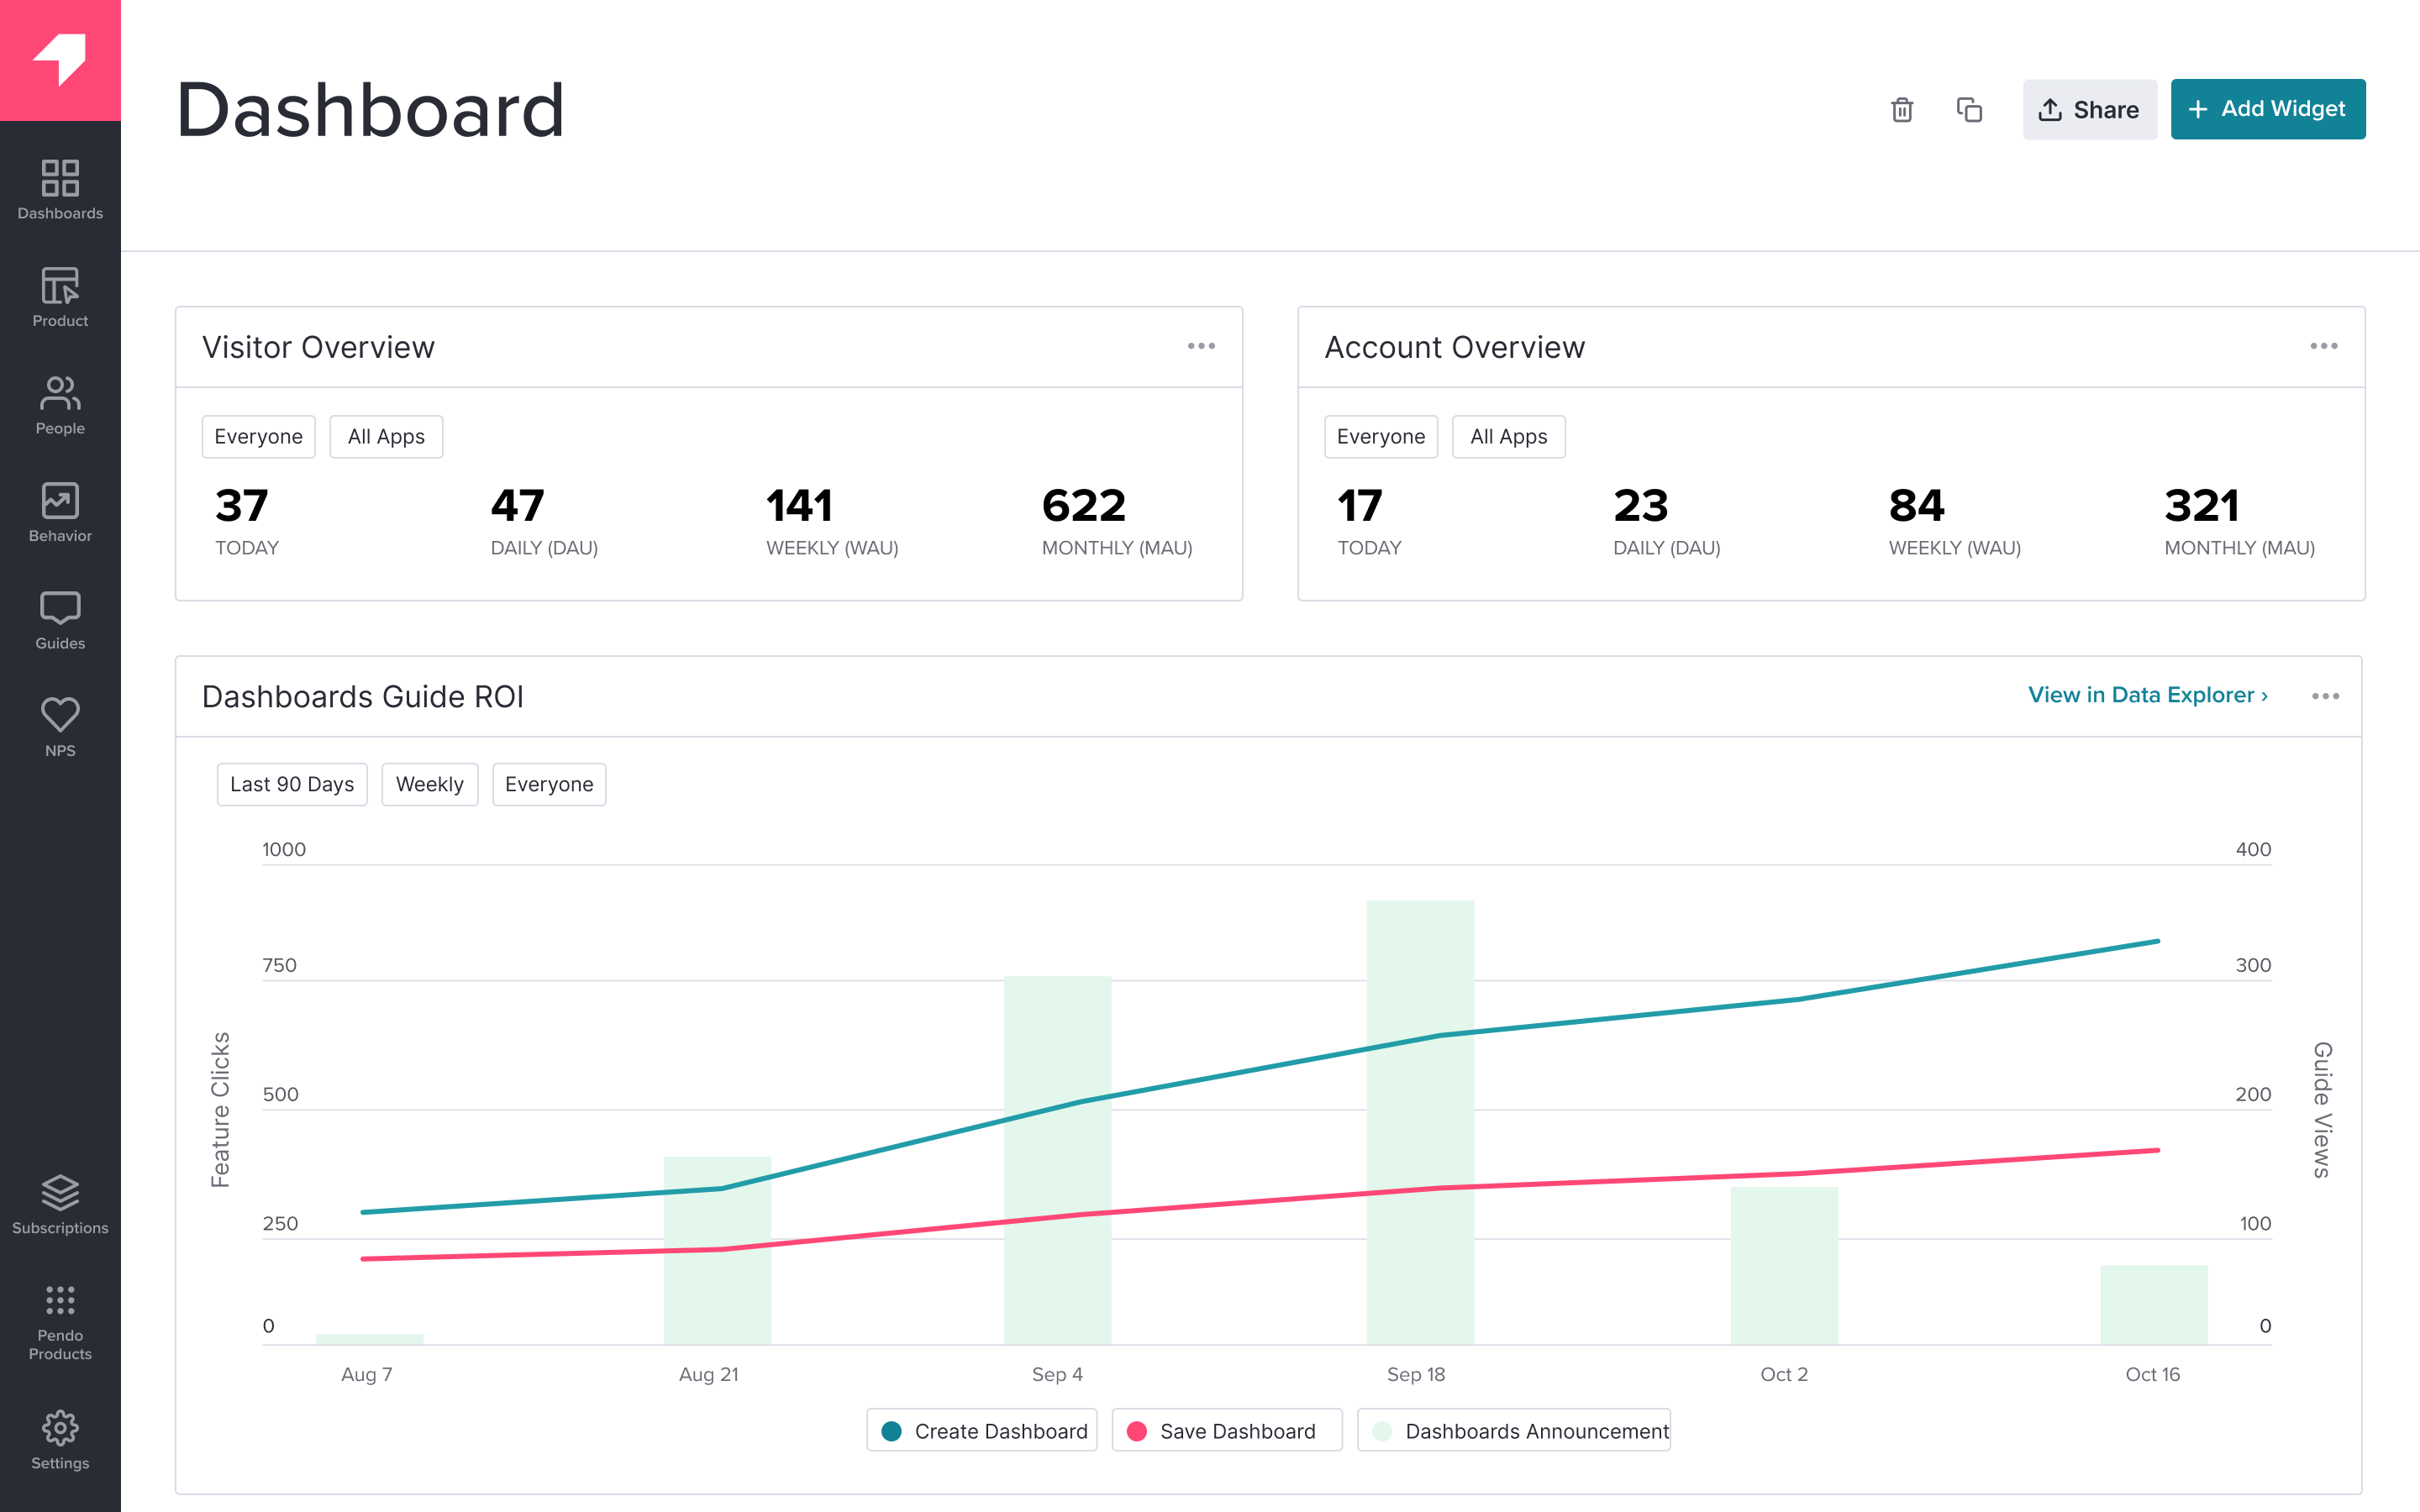 Dashboard
Share
Add Widget
Dashboards
Product
People
Behavior
Guides
NPS
Subscriptions
Pendo
Products
Settings
Visitor Overview
Everyone
All Apps
37
47
141
622
TODAY
DAILY (DAU)
WEEKLY (WAU)
MONTHLY (MAU)
Account Overview
Everyone
All Apps
17
23
84
321
TODAY
DAILY (DAU)
WEEKLY (WAU)
MONTHLY (MAU)
Dashboards Guide ROI
View in Data Explorer ›
Last 90 Days
Weekly
Everyone
Feature Clicks
1000
750
500
250
0
400
300
200
100
0
Guide Views
Aug 7
Aug 21
Sep 4
Sep 18
Oct 2
Oct 16
Create Dashboard
Save Dashboard
Dashboards Announcement